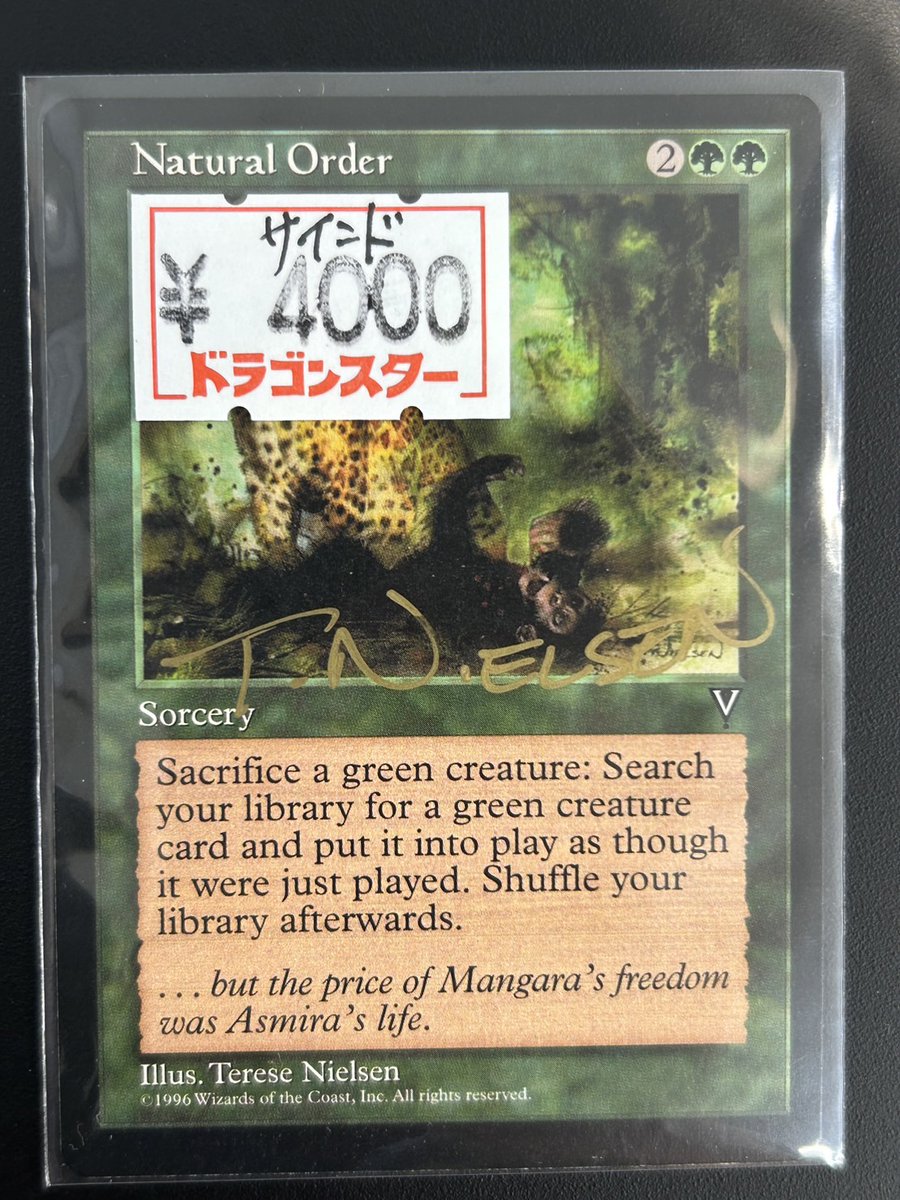 Natural Order 2
サインド
¥ 4000
ドラゴンスター
T. NIELSEN
Sorcery
Sacrifice a green creature: Search
your library for a green creature
card and put it into play as though
it were just played. Shuffle your
library afterwards.
. . . but the price of Mangara's freedom
was Asmira's life.
Illus. Terese Nielsen
©1996 Wizards of the Coast, Inc. All rights reserved.